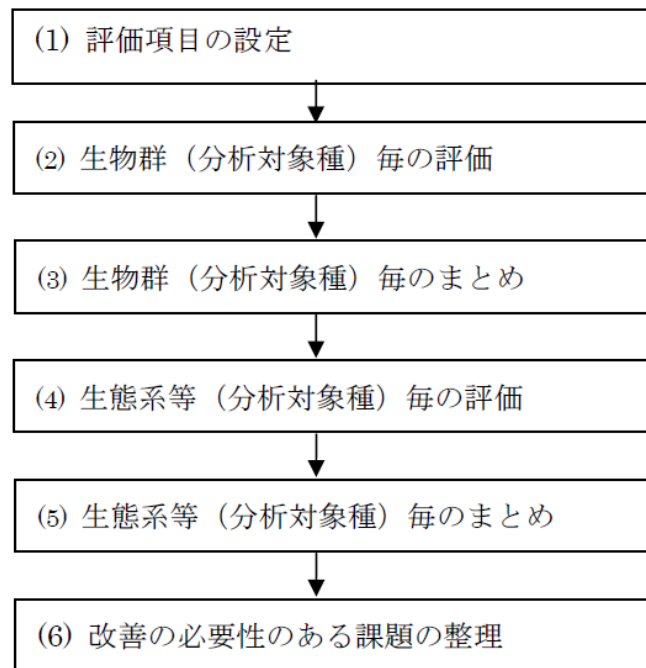 (1) 評価項目の設定
(2) 生物群（分析対象種）毎の評価
(3) 生物群（分析対象種）毎のまとめ
(4) 生態系等（分析対象種）毎の評価
(5) 生態系等（分析対象種）毎のまとめ
(6) 改善の必要性のある課題の整理